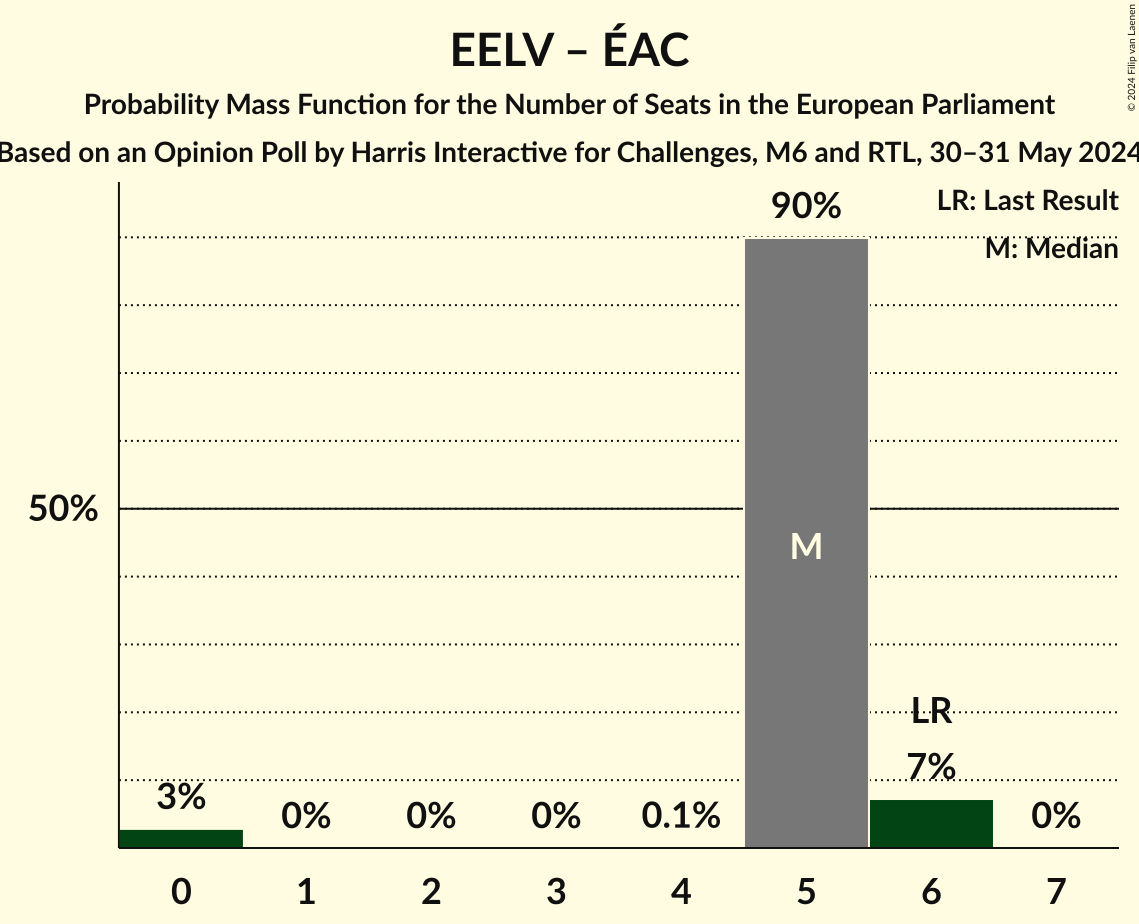 EELV – ÉAC
Probability Mass Function for the Number of Seats in the European Parliament
Based on an Opinion Poll by Harris Interactive for Challenges, M6 and RTL, 30–31 May 2024
© 2024 Filip van Laenen
LR: Last Result
M: Median
90%
50%
M
LR
7%
3%
0%
0%
0%
0.1%
0%
0 1 2 3 4 5 6 7